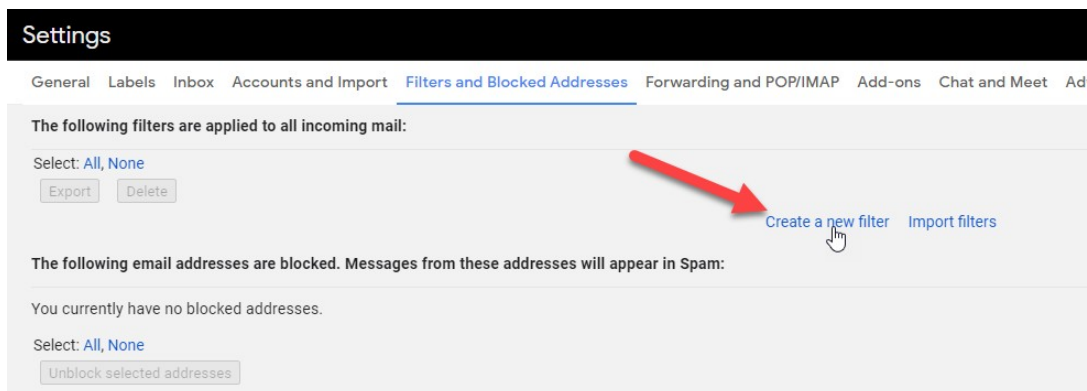 Settings
General Labels Inbox Accounts and Import Filters and Blocked Addresses Forwarding and POP/IMAP Add-ons Chat and Meet
The following filters are applied to all incoming mail:
Select: All, None
Export Delete
Create a new filter Import filters
The following email addresses are blocked. Messages from these addresses will appear in Spam:
You currently have no blocked addresses.
Select: All, None
Unblock selected addresses